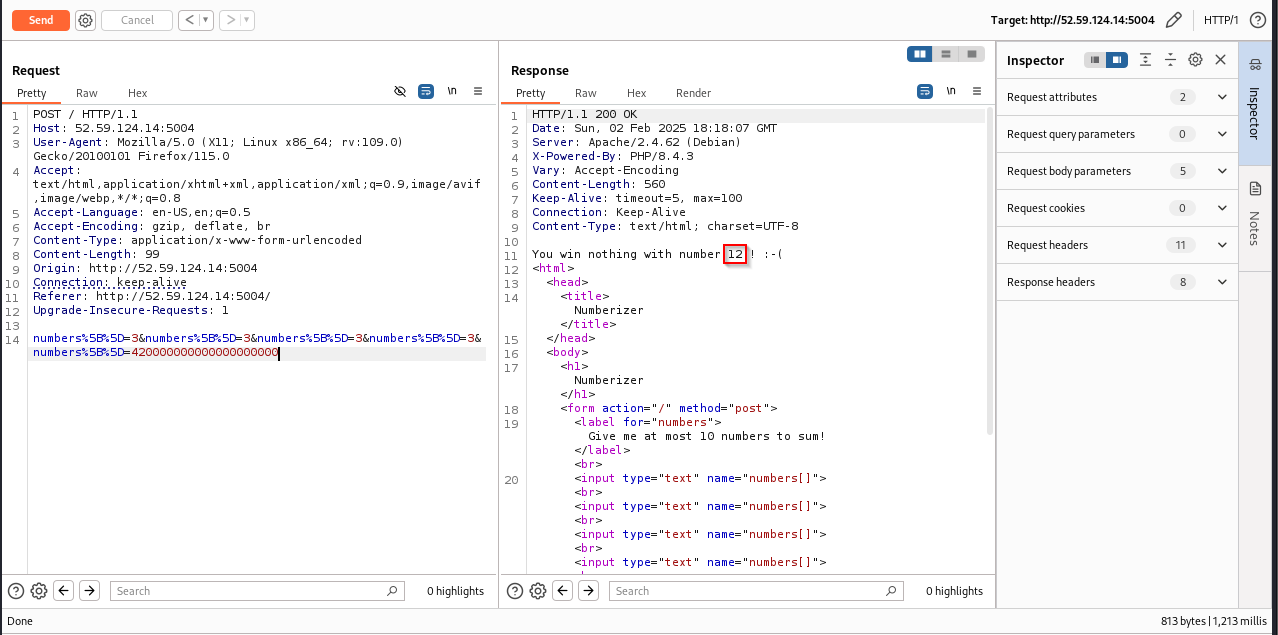 Send Cancel < ▼ > ▼ Target: http://52.59.124.14:5004 HTTP/1 ?
Request
Pretty Raw Hex \n
1 POST / HTTP/1.1
2 Host: 52.59.124.14:5004
3 User-Agent: Mozilla/5.0 (X11; Linux x86_64; rv:109.0)
Gecko/20100101 Firefox/115.0
4 Accept:
text/html,application/xhtml+xml,application/xml;q=0.9,image/avif
,image/webp,*/*;q=0.8
5 Accept-Language: en-US,en;q=0.5
6 Accept-Encoding: gzip, deflate, br
7 Content-Type: application/x-www-form-urlencoded
8 Content-Length: 99
9 Origin: http://52.59.124.14:5004
10 Connection: keep-alive
11 Referer: http://52.59.124.14:5004/
12 Upgrade-Insecure-Requests: 1
13
14 numbers%5B%5D=3&numbers%5B%5D=3&numbers%5B%5D=3&numbers%5B%5D=3&
numbers%5B%5D=420000000000000000000
? Search 0 highlights
Response
Pretty Raw Hex Render \n
1 HTTP/1.1 200 OK
2 Date: Sun, 02 Feb 2025 18:18:07 GMT
3 Server: Apache/2.4.62 (Debian)
4 X-Powered-By: PHP/8.4.3
5 Vary: Accept-Encoding
6 Content-Length: 560
7 Keep-Alive: timeout=5, max=100
8 Connection: Keep-Alive
9 Content-Type: text/html; charset=UTF-8
10
11 You win nothing with number 12 ! :-(
12 <html>
13 <head>
14 <title>
Numberizer
</title>
15 </head>
16 <body>
17 <h1>
Numberizer
</h1>
18 <form action="/" method="post">
19 <label for="numbers">
Give me at most 10 numbers to sum!
</label>
<br>
20 <input type="text" name="numbers[]">
<br>
<input type="text" name="numbers[]">
<br>
<input type="text" name="numbers[]">
<br>
<input type="text" name="numbers[]">
? Search 0 highlights
Inspector
Request attributes 2
Request query parameters 0
Request body parameters 5
Request cookies 0
Request headers 11
Response headers 8
Inspector
Notes
Done 813 bytes | 1,213 millis